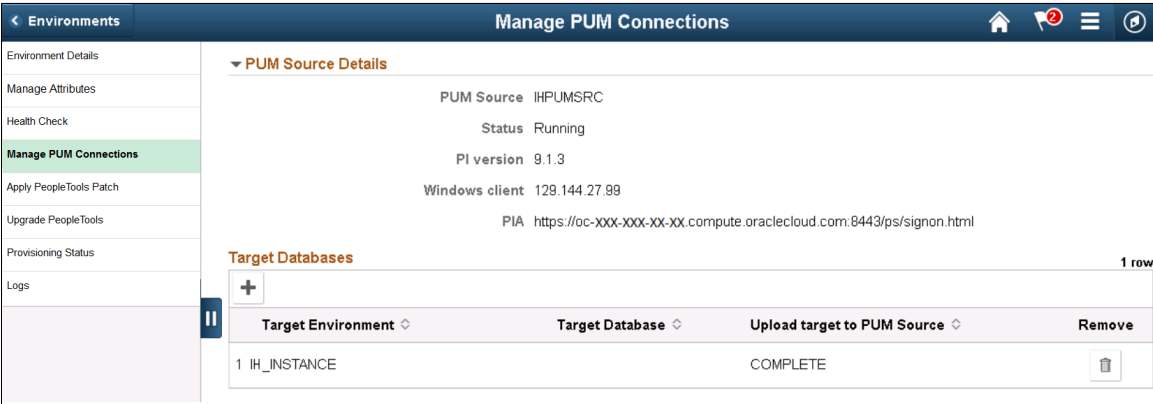 Environments
Manage PUM Connections
2
Environment Details
Manage Attributes
Health Check
Manage PUM Connections
Apply PeopleTools Patch
Upgrade PeopleTools
Provisioning Status
Logs
PUM Source Details
PUM Source IHPUMSRC
Status Running
PI version 9.1.3
Windows client 129.144.27.99
PIA https://oc-xxx-xxx-xx-xx.compute.oraclecloud.com:8443/ps/signon.html
Target Databases
1 row
Target Environment Target Database Upload target to PUM Source Remove
1 IH_INSTANCE COMPLETE